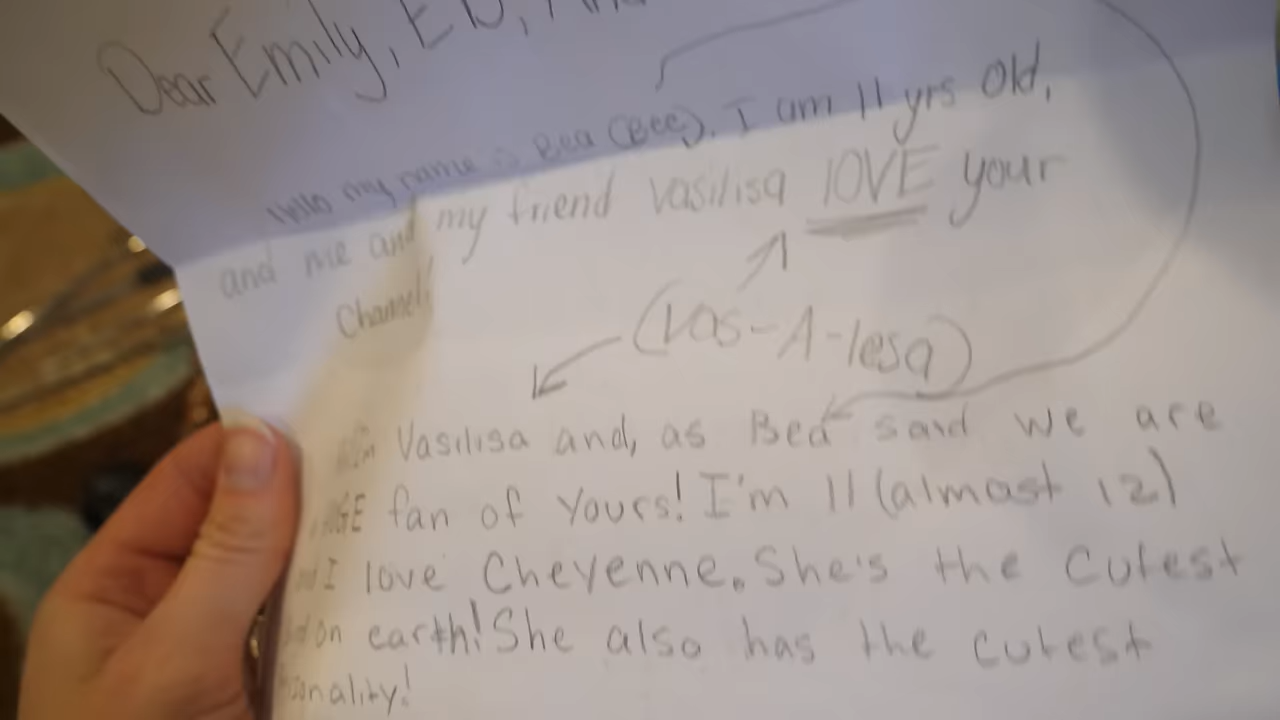 Dear Emily, ED,
Hello my name is Bea (Bee). I am 11 yrs Old,
and me and my friend Vasilisa lOVE your
Channel!
(Vas-A-lesa)
Vasilisa and, as Bea said we are
fan of Yours! I'm 11 (almost 12)
I love Cheyenne. She's the Cutest
on earth! She also has the cutest